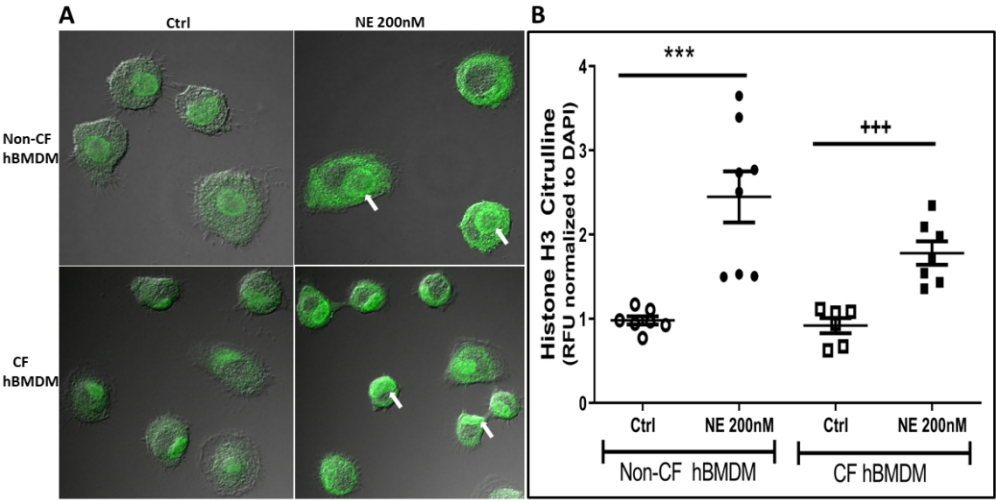 A
Ctrl
NE 200nM
Non-CF
hBMDM
CF
hBMDM
B
Histone H3 Citrulline
(RFU normalized to DAPI)
4
3
2
1
0
***
+++
Ctrl
NE 200nM
Ctrl
NE 200nM
Non-CF hBMDM
CF hBMDM